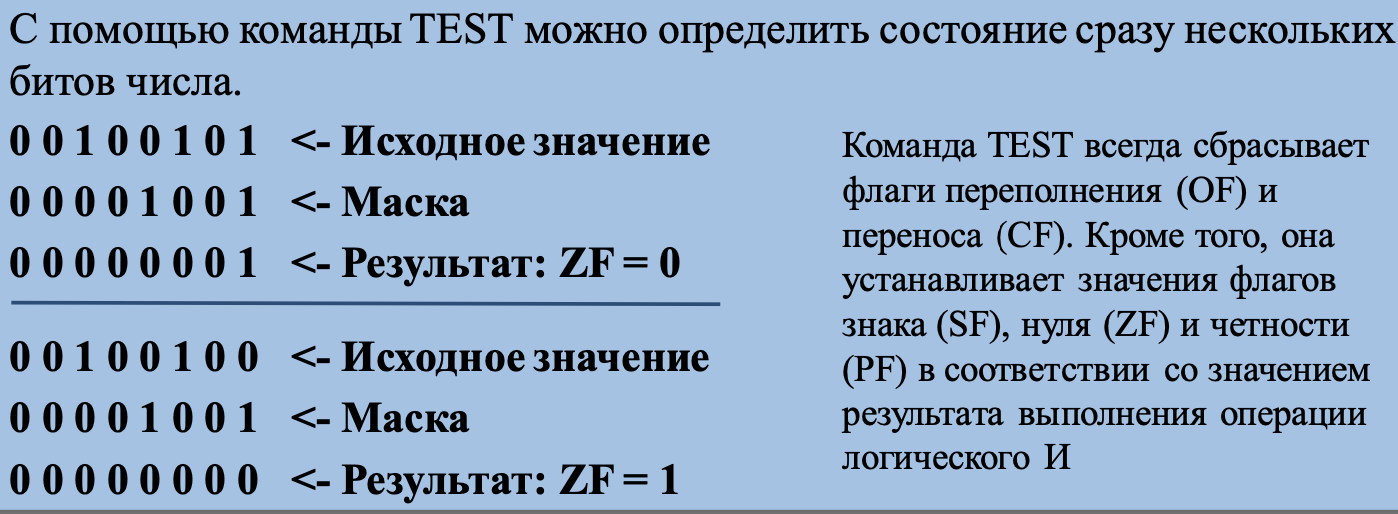 С помощью команды TEST можно определить состояние сразу нескольких
битов числа.
0 0 1 0 0 1 0 1 <- Исходное значение
0 0 0 0 1 0 0 1 <- Маска
0 0 0 0 0 0 0 1 <- Результат: ZF = 0
0 0 1 0 0 1 0 0 <- Исходное значение
0 0 0 0 1 0 0 1 <- Маска
0 0 0 0 0 0 0 0 <- Результат: ZF = 1
Команда TEST всегда сбрасывает
флаги переполнения (OF) и
переноса (CF). Кроме того, она
устанавливает значения флагов
знака (SF), нуля (ZF) и четности
(PF) в соответствии со значением
результата выполнения операции
логического И